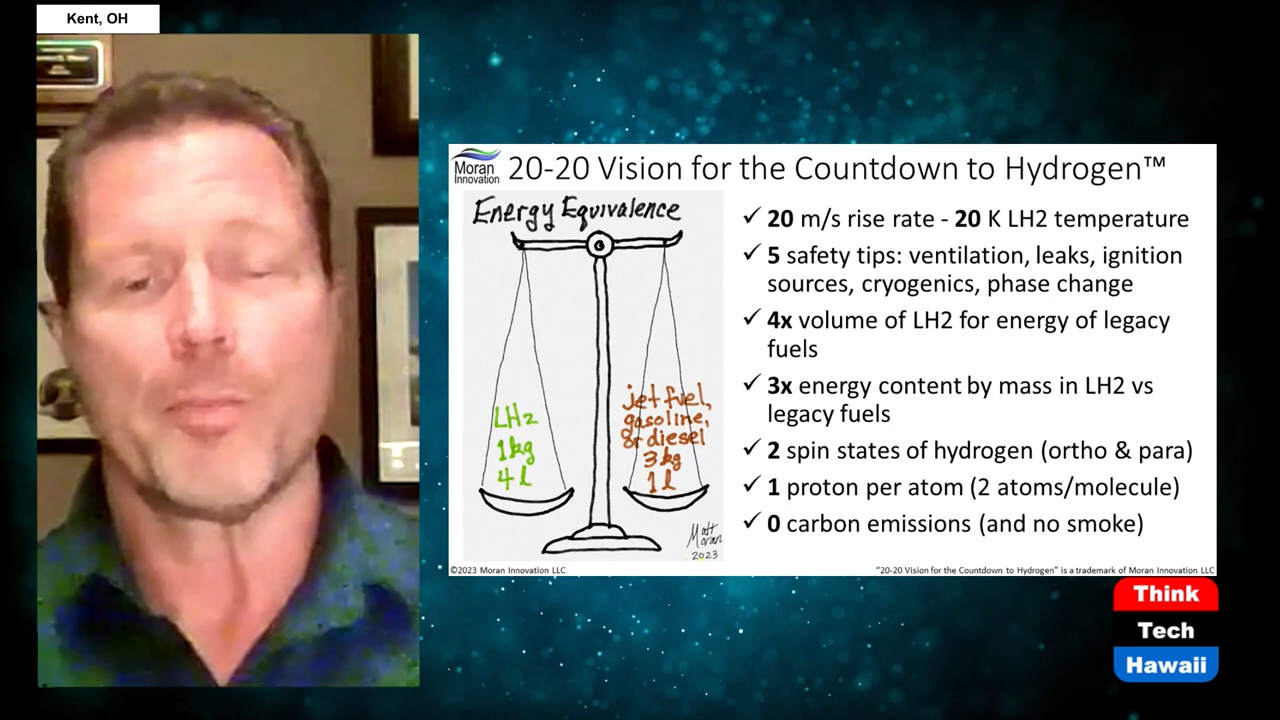 Kent, OH
Moran
Innovation
20-20 Vision for the Countdown to Hydrogen™
Energy Equivalence
LH2
1kg
4 l
jet fuel,
gasoline,
or diesel
3 kg
1 l
Matt
Moran
2023
✓ 20 m/s rise rate - 20 K LH2 temperature
✓ 5 safety tips: ventilation, leaks, ignition
sources, cryogenics, phase change
✓ 4x volume of LH2 for energy of legacy
fuels
✓ 3x energy content by mass in LH2 vs
legacy fuels
✓ 2 spin states of hydrogen (ortho & para)
✓ 1 proton per atom (2 atoms/molecule)
✓ 0 carbon emissions (and no smoke)
©2023 Moran Innovation LLC
"20-20 Vision for the Countdown to Hydrogen" is a trademark of Moran Innovation LLC
Think
Tech
Hawaii